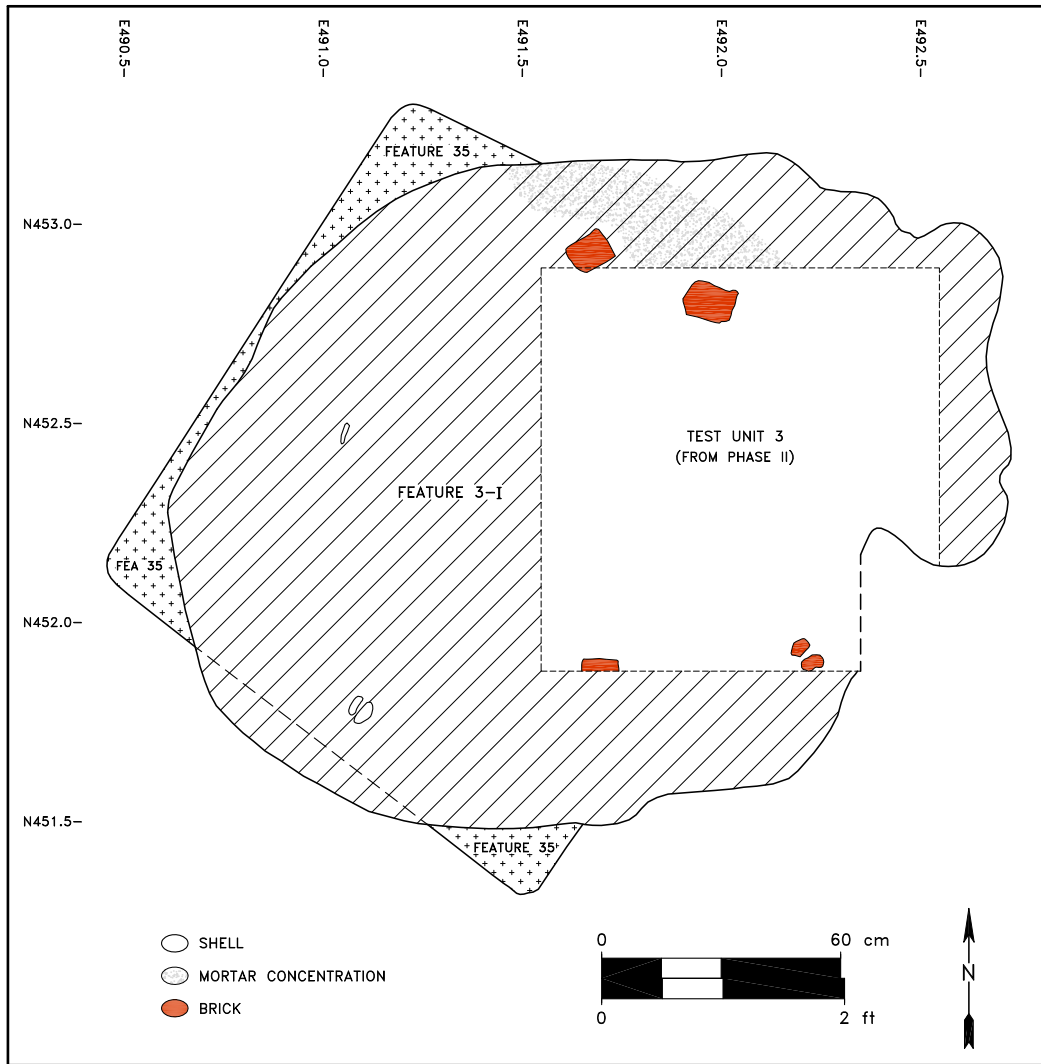 E490.5-
E491.0-
E491.5-
E492.0-
E492.5-
FEATURE 35
N453.0-
N452.5-
TEST UNIT 3
(FROM PHASE II)
FEATURE 3-I
FEA 35
N452.0-
N451.5-
FEATURE 35
SHELL
MORTAR CONCENTRATION
BRICK
0 60 cm
0 2 ft
N